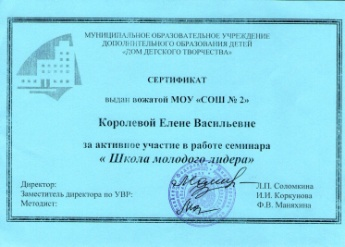 МУНИЦИПАЛЬНОЕ ОБРАЗОВАТЕЛЬНОЕ УЧРЕЖДЕНИЕ
ДОПОЛНИТЕЛЬНОГО ОБРАЗОВАНИЯ ДЕТЕЙ
«ДОМ ДЕТСКОГО ТВОРЧЕСТВА»
СЕРТИФИКАТ
выдан вожатой МОУ «СОШ № 2»
Королевой Елене Васильевне
за активное участие в работе семинара
« Школа молодого лидера»
Директор: Л.П. Соломкина
Заместитель директора по УВР: И.Н. Коркунова
Методист: Ф.В. Манякина